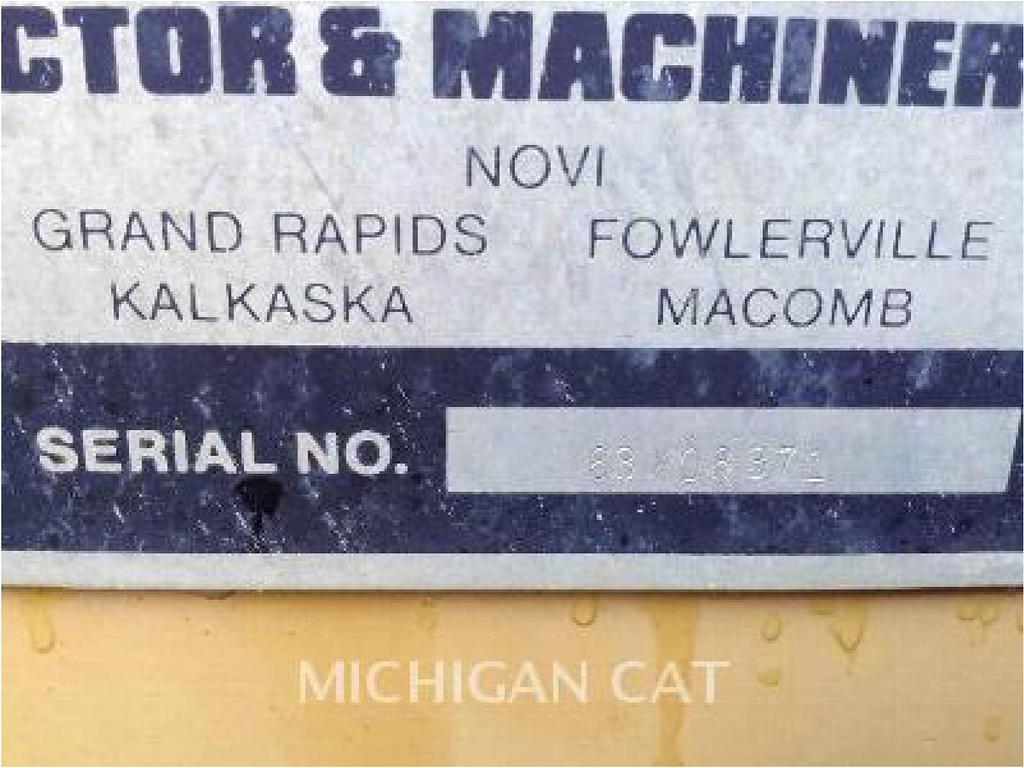 CTOR & MACHINER
NOVI
GRAND RAPIDS FOWLERVILLE
KALKASKA MACOMB
SERIAL NO.
MICHIGAN CAT